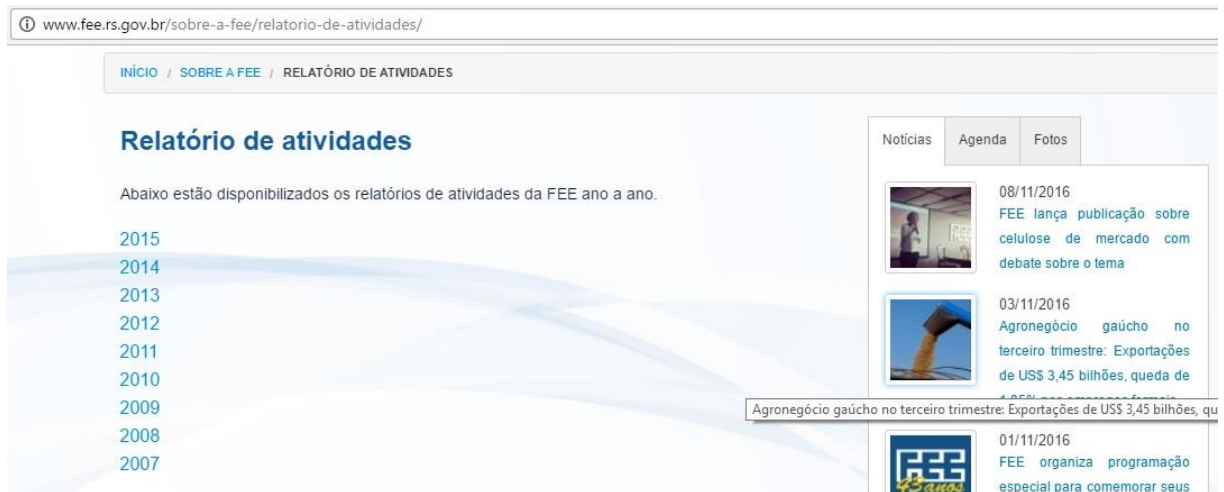 www.fee.rs.gov.br/sobre-a-fee/relatorio-de-atividades/
INÍCIO / SOBRE A FEE / RELATÓRIO DE ATIVIDADES
Relatório de atividades
Abaixo estão disponibilizados os relatórios de atividades da FEE ano a ano.
2015
2014
2013
2012
2011
2010
2009
2008
2007
Notícias Agenda Fotos
08/11/2016
FEE lança publicação sobre
celulose de mercado com
debate sobre o tema
03/11/2016
Agronegócio gaúcho no
terceiro trimestre: Exportações
de US$ 3,45 bilhões, queda de
Agronegócio gaúcho no terceiro trimestre: Exportações de US$ 3,45 bilhões, qu
FEE
43 anos
01/11/2016
FEE organiza programação
especial para comemorar seus